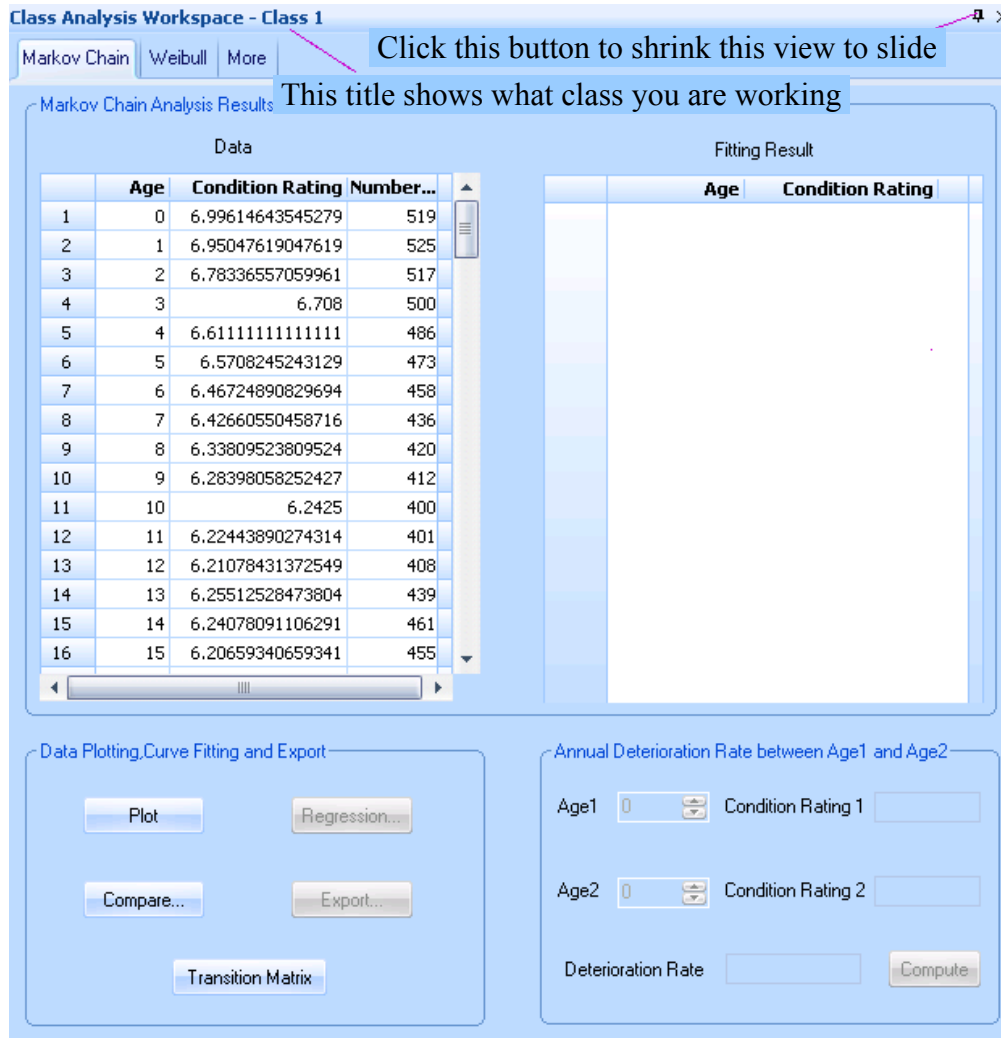 Class Analysis Workspace - Class 1
Click this button to shrink this view to slide
Markov Chain Weibull More
This title shows what class you are working
Markov Chain Analysis Results
Data
Age Condition Rating Number...
1 0 6.99614643545279 519
2 1 6.95047619047619 525
3 2 6.78336557059961 517
4 3 6.708 500
5 4 6.61111111111111 486
6 5 6.5708245243129 473
7 6 6.46724890829694 458
8 7 6.42660550458716 436
9 8 6.33809523809524 420
10 9 6.28398058252427 412
11 10 6.2425 400
12 11 6.22443890274314 401
13 12 6.21078431372549 408
14 13 6.25512528473804 439
15 14 6.24078091106291 461
16 15 6.20659340659341 455
Fitting Result
Age Condition Rating
Data Plotting,Curve Fitting and Export
Plot Regression...
Compare... Export...
Transition Matrix
Annual Deterioration Rate between Age1 and Age2
Age1 0 Condition Rating 1
Age2 0 Condition Rating 2
Deterioration Rate Compute